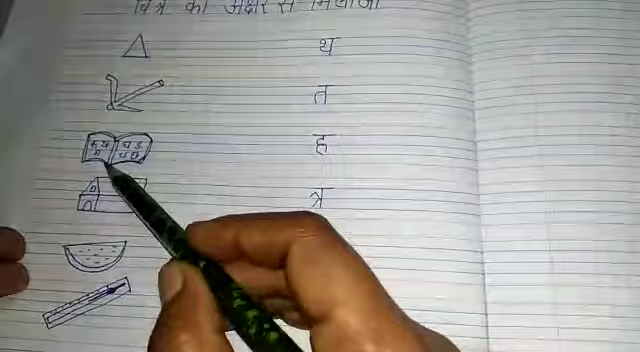 चित्र को अक्षर से मिलाओ
थ
त
ह
त्र